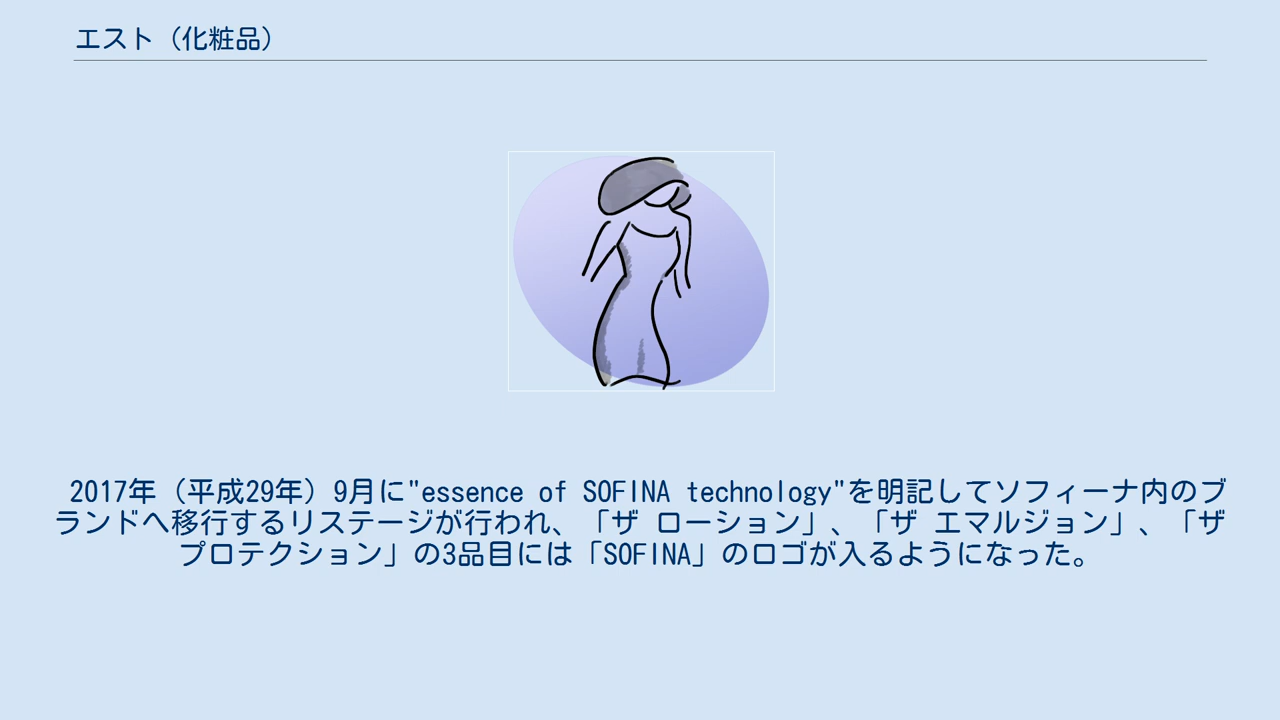 エスト（化粧品）
2017年（平成29年）9月に"essence of SOFINA technology"を明記してソフィーナ内のブ
ランドへ移行するリステージが行われ、「ザ ローション」、「ザ エマルジョン」、「ザ
プロテクション」の3品目には「SOFINA」のロゴが入るようになった。